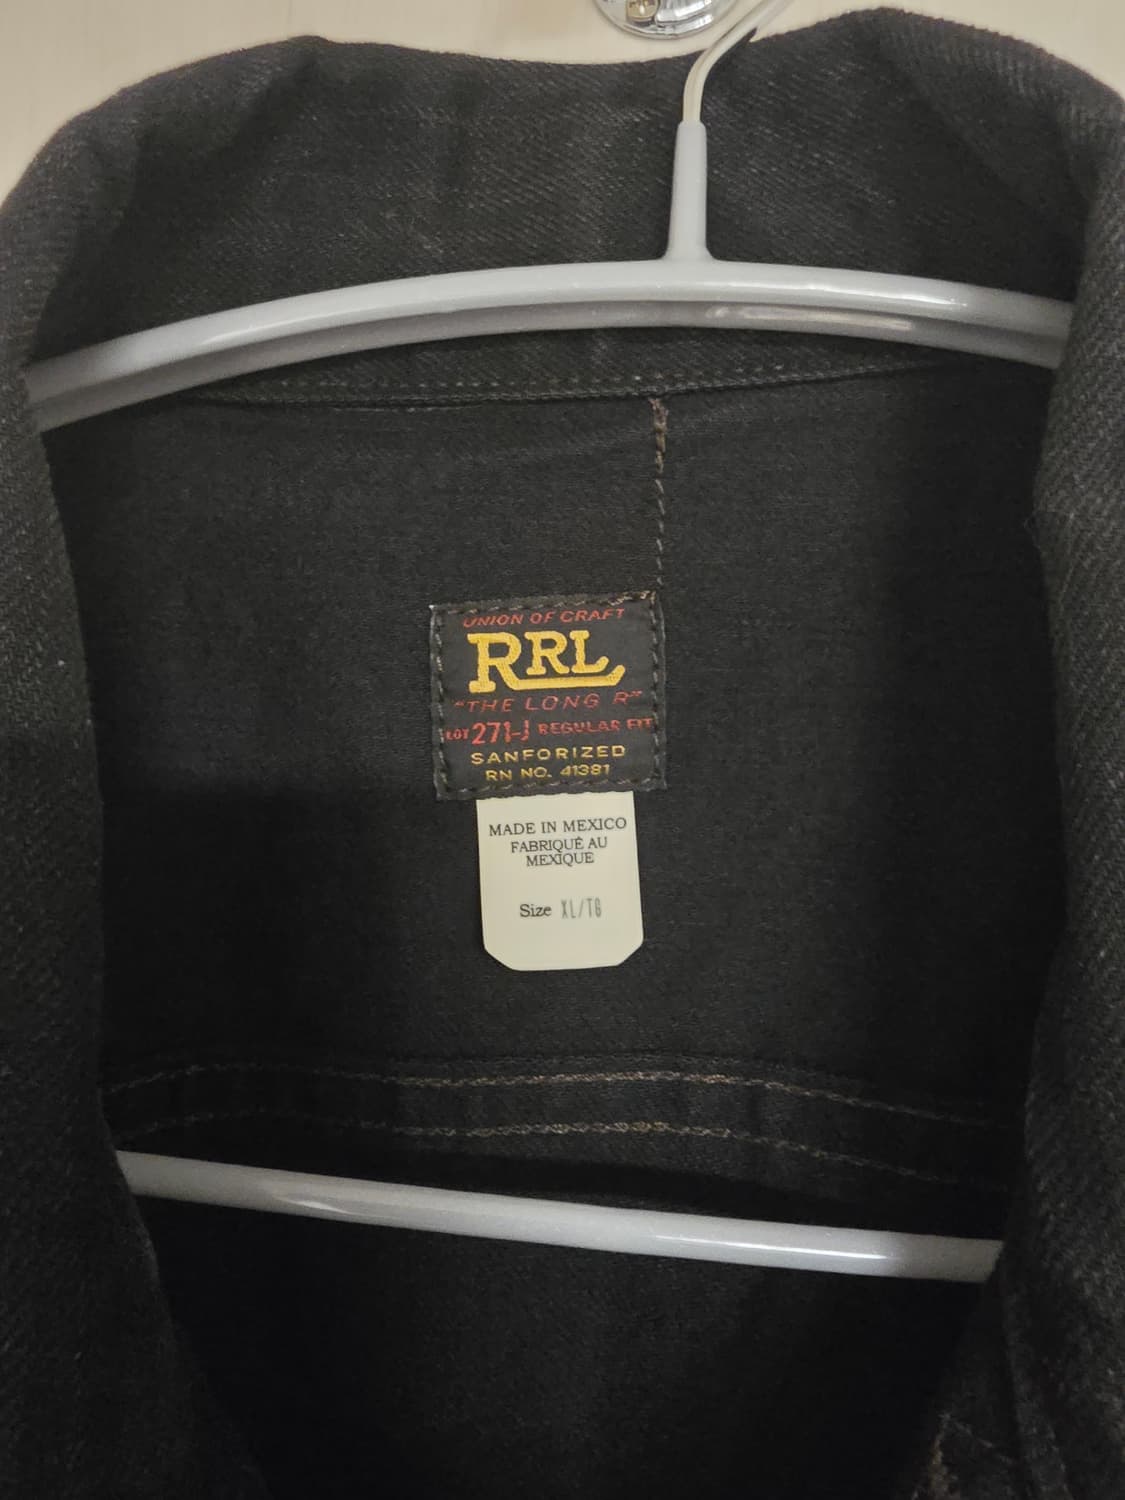 UNION OF CRAFT
RRL
"THE LONG R"
LOT 271-J REGULAR FIT
SANFORIZED
RN NO. 41381
MADE IN MEXICO
FABRIQUÉ AU
MEXIQUE
Size XL/TG